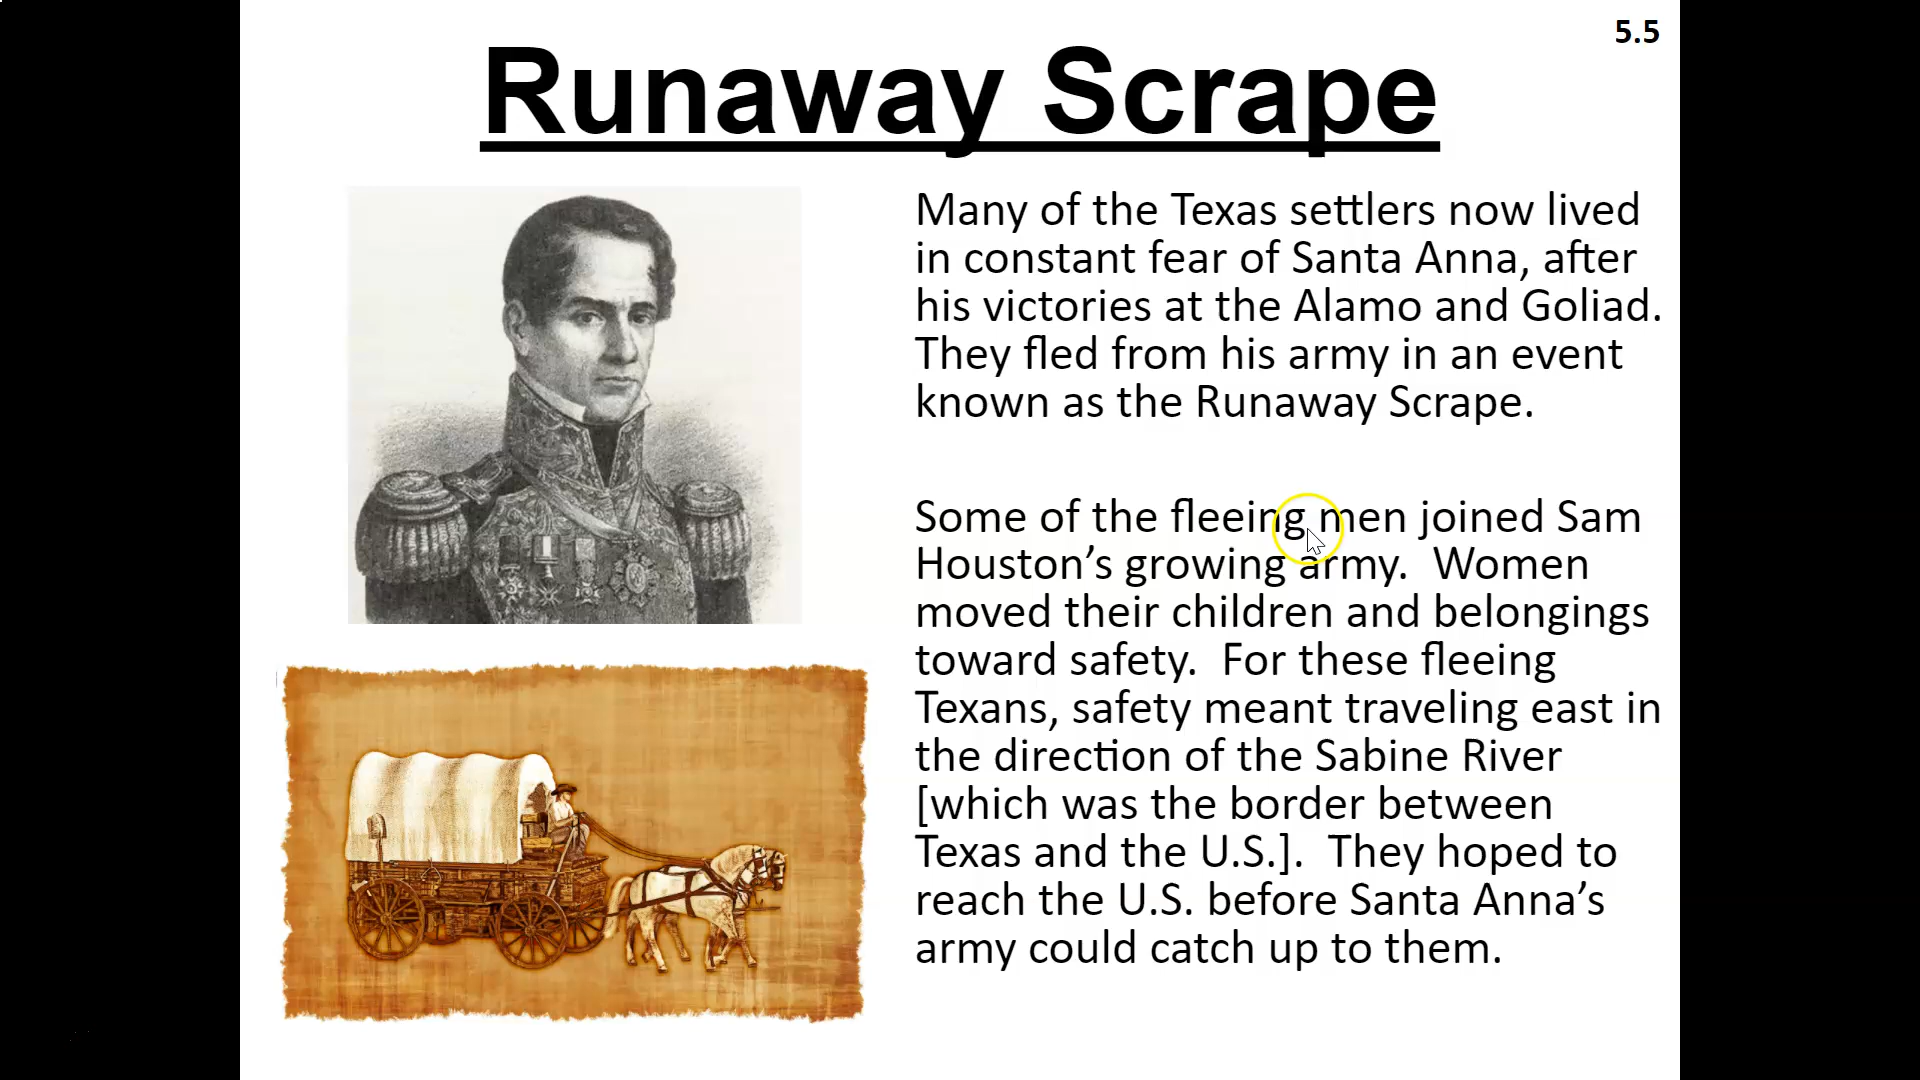 5.5
Runaway Scrape
Many of the Texas settlers now lived
in constant fear of Santa Anna, after
his victories at the Alamo and Goliad.
They fled from his army in an event
known as the Runaway Scrape.
Some of the fleeing men joined Sam
Houston’s growing army.  Women
moved their children and belongings
toward safety.  For these fleeing
Texans, safety meant traveling east in
the direction of the Sabine River
[which was the border between
Texas and the U.S.].  They hoped to
reach the U.S. before Santa Anna’s
army could catch up to them.